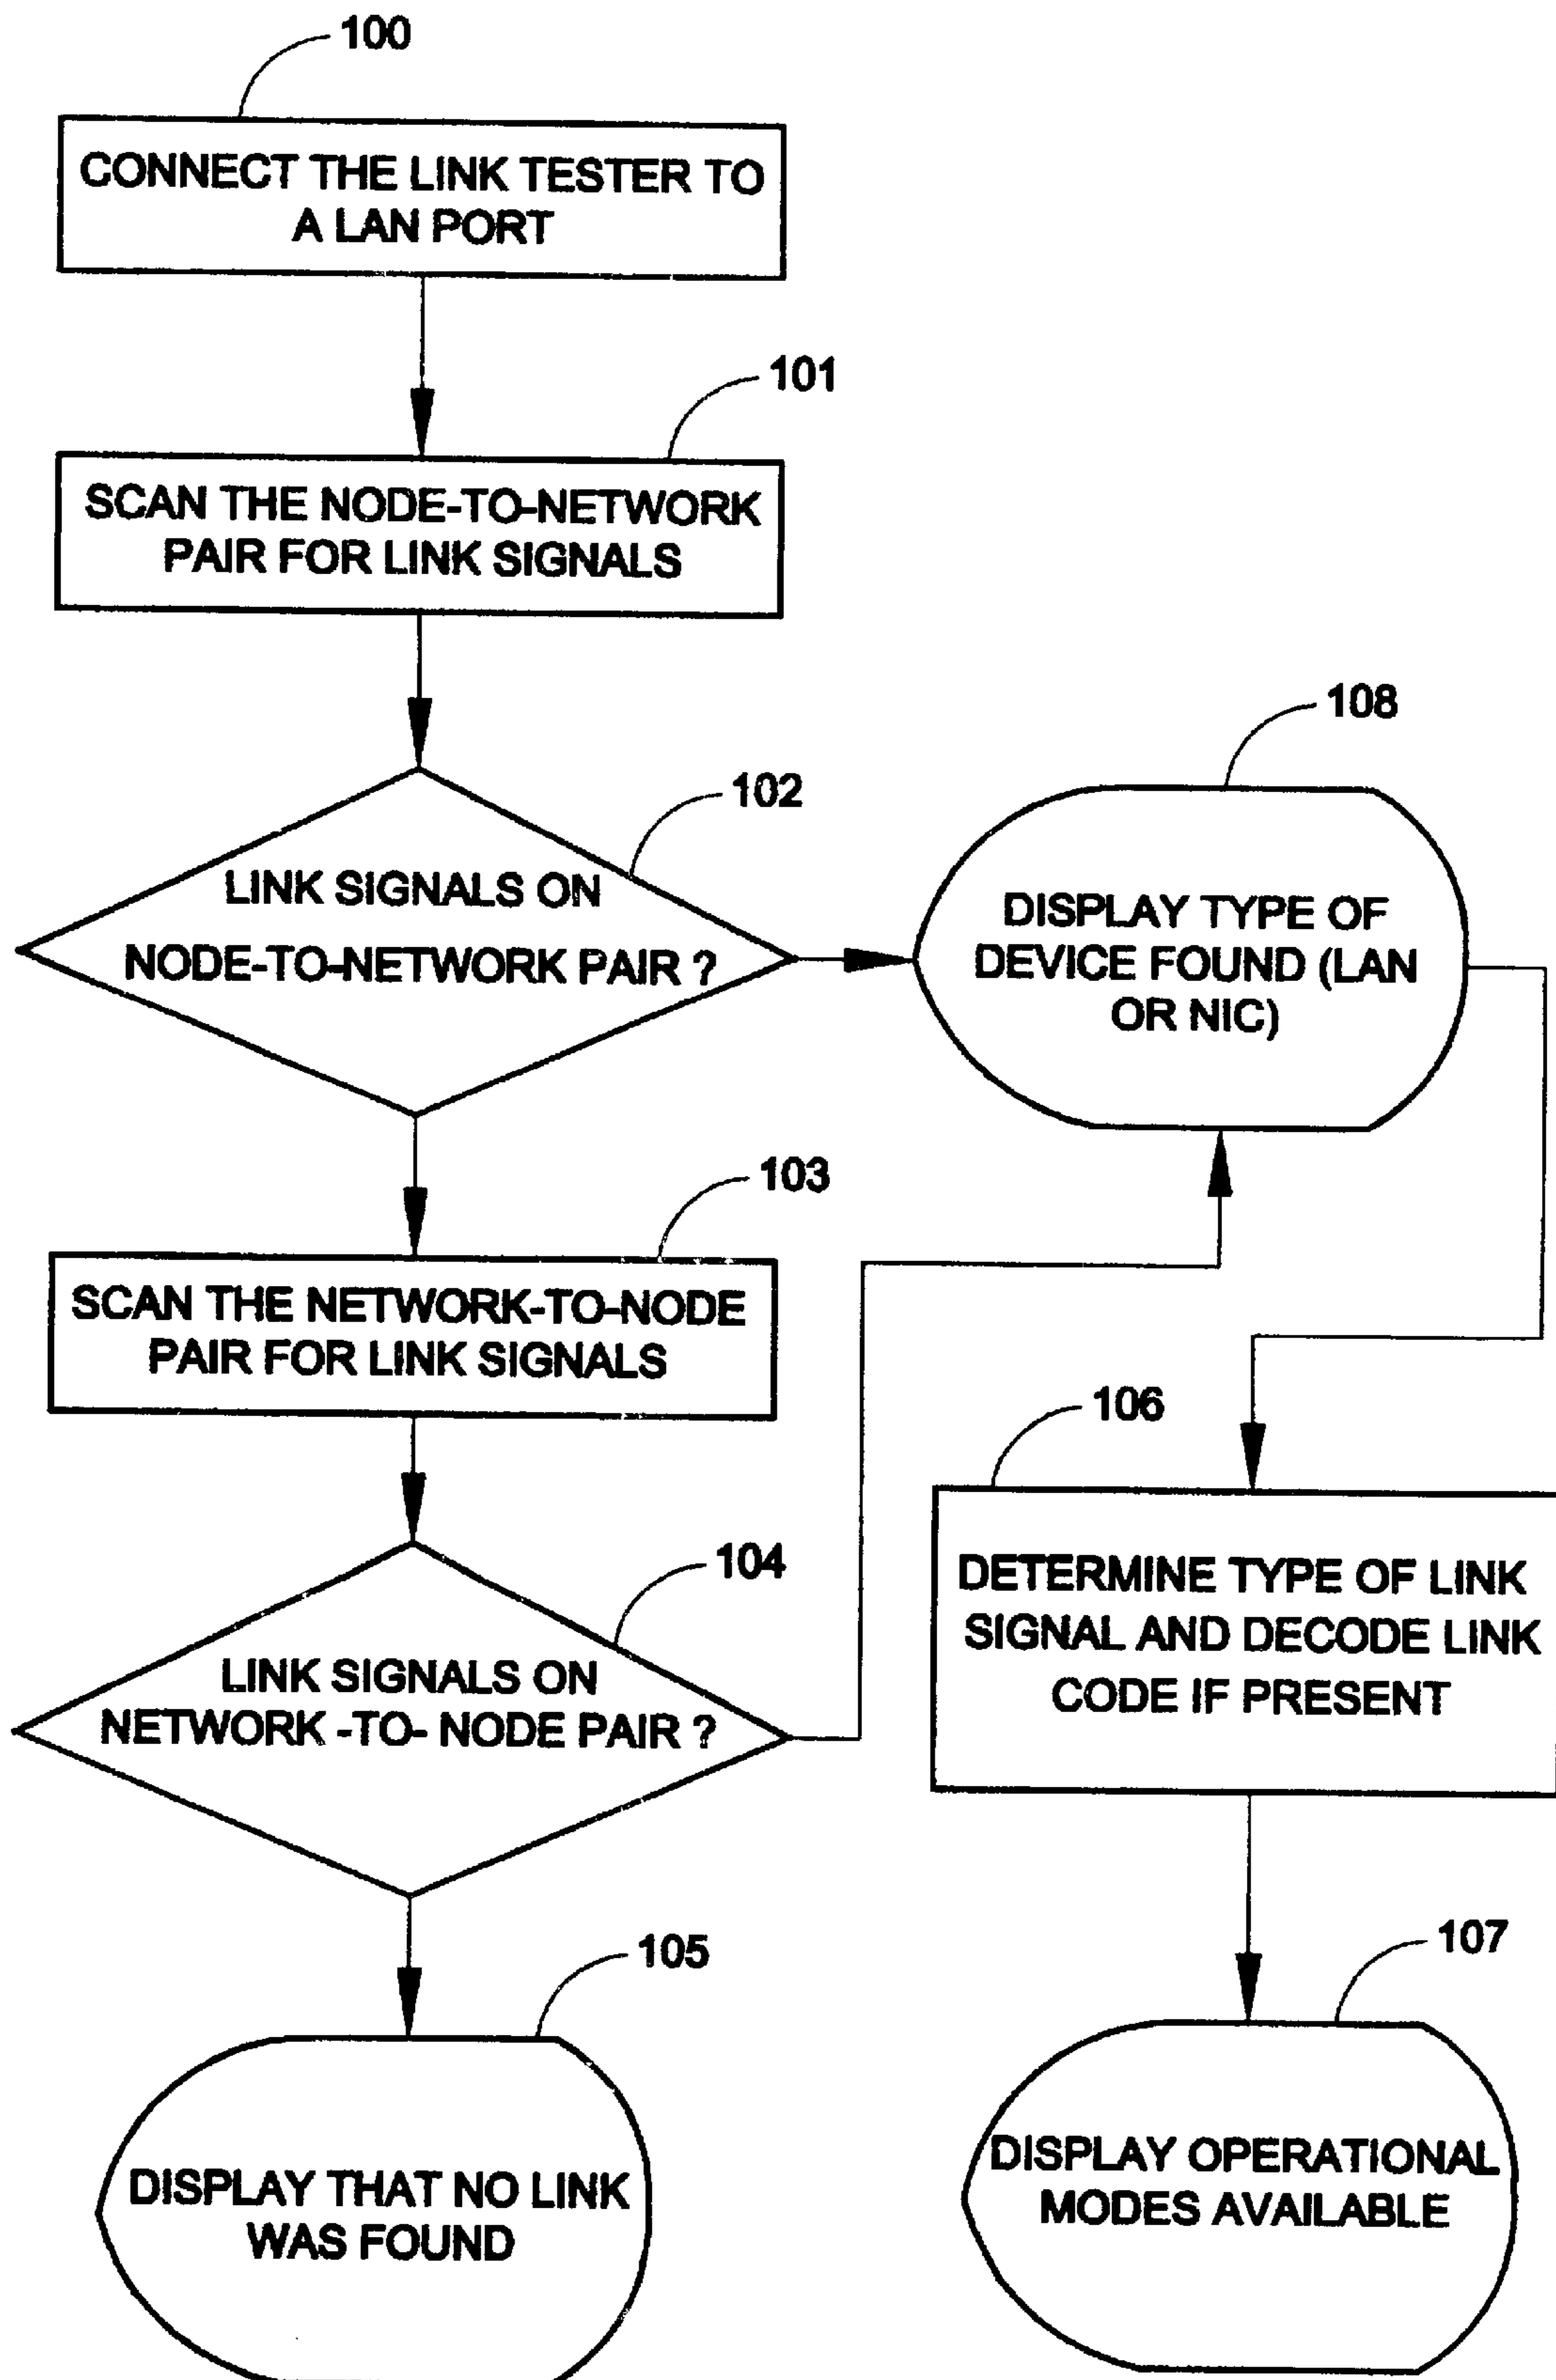 100
CONNECT THE LINK TESTER TO
A LAN PORT
101
SCAN THE NODE-TO-NETWORK
PAIR FOR LINK SIGNALS
102
LINK SIGNALS ON
NODE-TO-NETWORK PAIR ?
108
DISPLAY TYPE OF
DEVICE FOUND (LAN
OR NIC)
103
SCAN THE NETWORK-TO-NODE
PAIR FOR LINK SIGNALS
104
LINK SIGNALS ON
NETWORK -TO- NODE PAIR ?
106
DETERMINE TYPE OF LINK
SIGNAL AND DECODE LINK
CODE IF PRESENT
105
DISPLAY THAT NO LINK
WAS FOUND
107
DISPLAY OPERATIONAL
MODES AVAILABLE